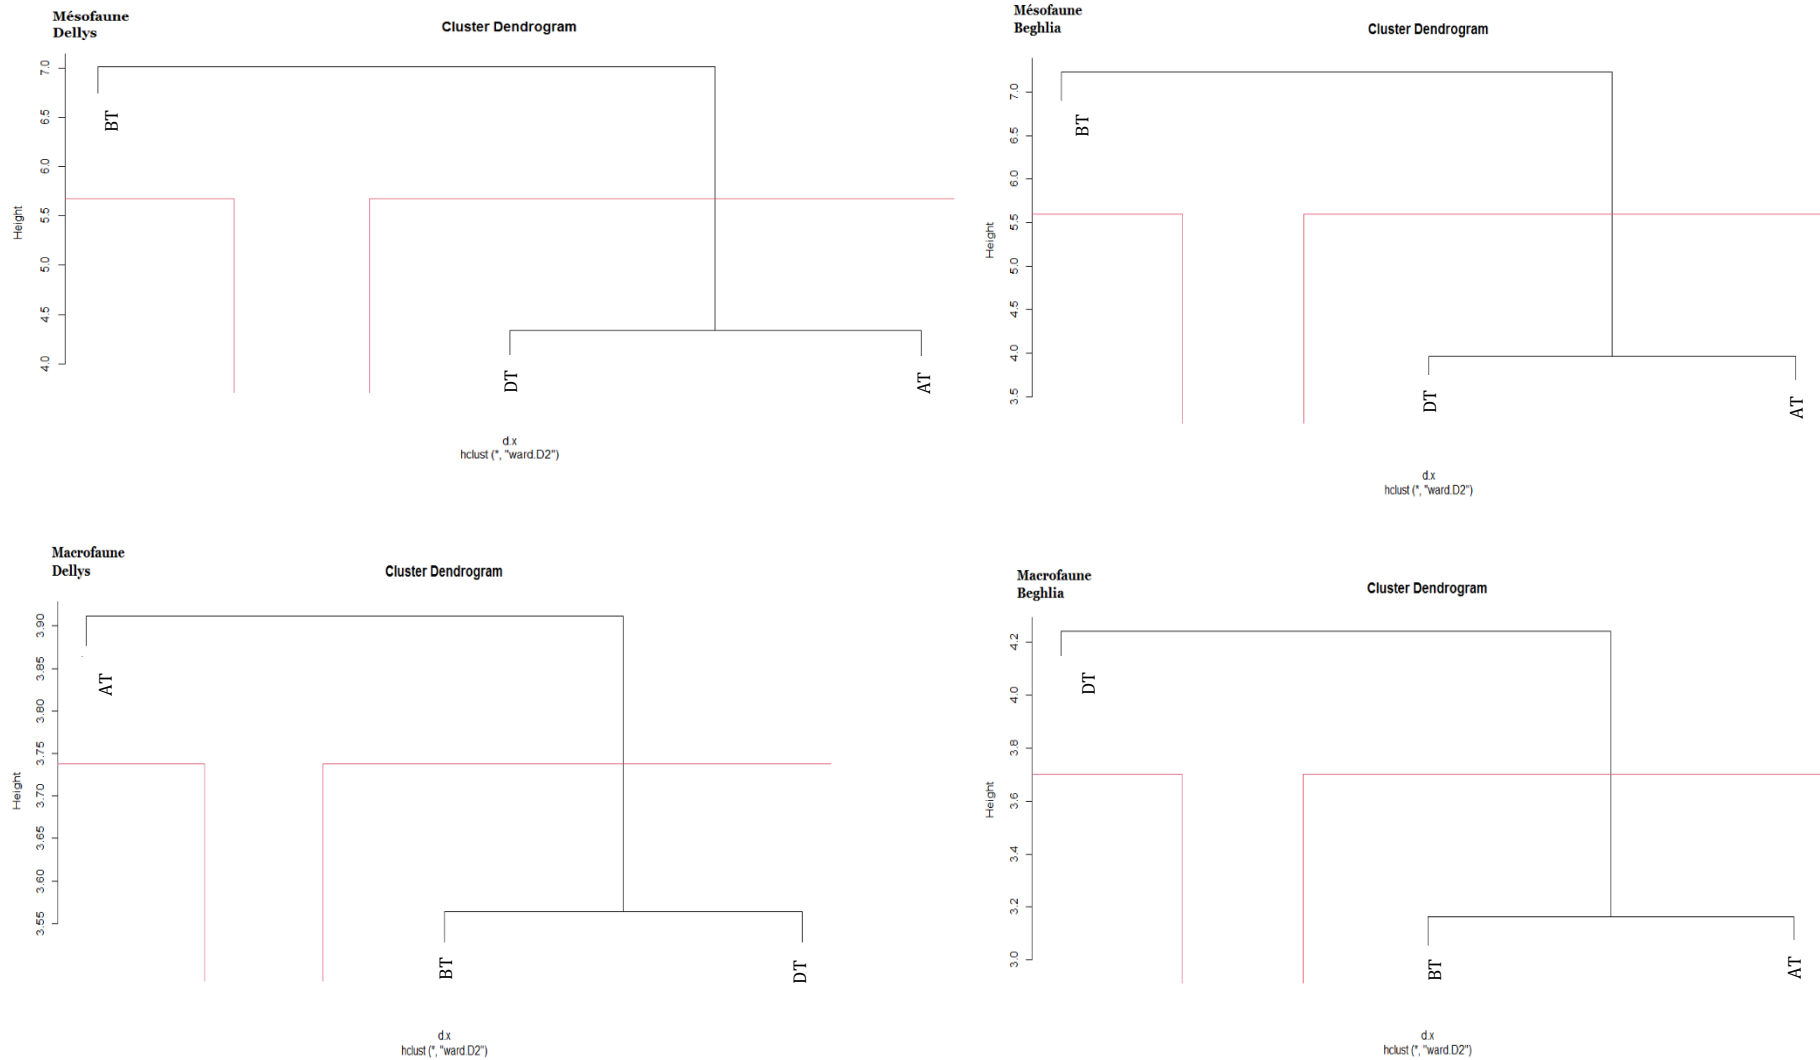 Mésofaune
Dellys
Cluster Dendrogram
Height
7.0
6.5
6.0
5.5
5.0
4.5
4.0
BT
DT
AT
d.x
hclust (*, "ward.D2")
Mésofaune
Beghlia
Cluster Dendrogram
Height
7.0
6.5
6.0
5.5
5.0
4.5
4.0
3.5
BT
DT
AT
d.x
hclust (*, "ward.D2")
Macrofaune
Dellys
Cluster Dendrogram
Height
3.90
3.85
3.80
3.75
3.70
3.65
3.60
3.55
AT
BT
DT
d.x
hclust (*, "ward.D2")
Macrofaune
Beghlia
Cluster Dendrogram
Height
4.2
4.0
3.8
3.6
3.4
3.2
3.0
DT
BT
AT
d.x
hclust (*, "ward.D2")